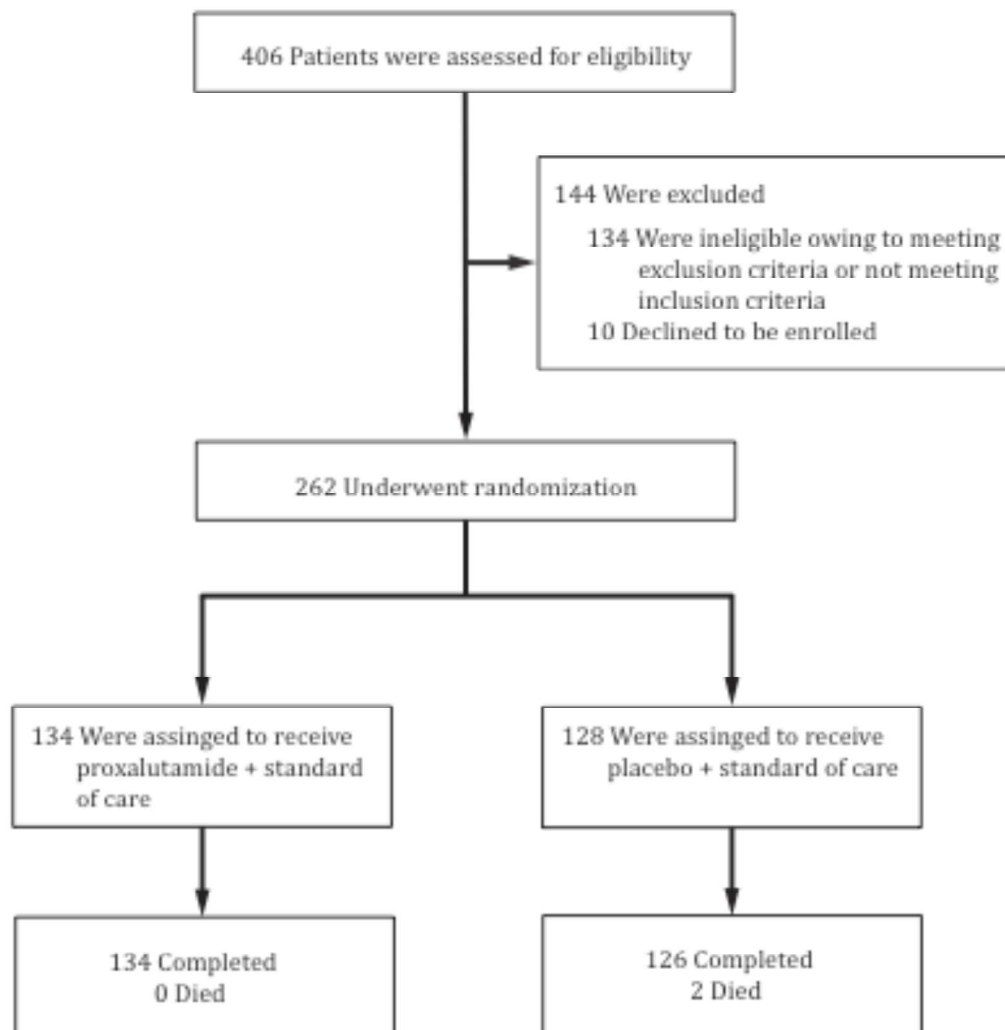 406 Patients were assessed for eligibility
144 Were excluded
134 Were ineligible owing to meeting
exclusion criteria or not meeting
inclusion criteria
10 Declined to be enrolled
262 Underwent randomization
134 Were assinged to receive
proxalutamide + standard
of care
128 Were assinged to receive
placebo + standard of care
134 Completed
0 Died
126 Completed
2 Died